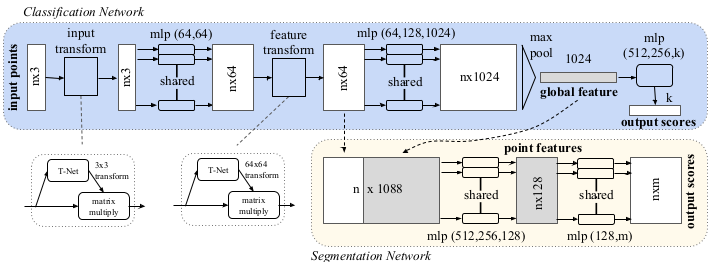 Classification Network
input points
nx3
input
transform
nx3
mlp (64,64)
shared
nx64
feature
transform
nx64
mlp (64,128,1024)
shared
nx1024
max
pool
1024
global feature
mlp
(512,256,k)
k
output scores
T-Net
3x3
transform
matrix
multiply
T-Net
64x64
transform
matrix
multiply
point features
n x 1088
shared
mlp (512,256,128)
nx128
shared
mlp (128,m)
nxm
output scores
Segmentation Network